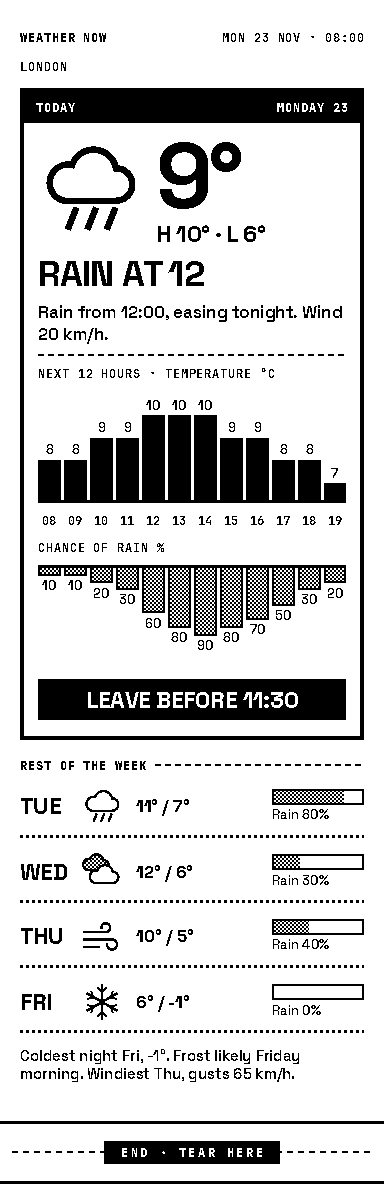 WEATHER NOW MON 23 NOV · 08:00
LONDON
TODAY MONDAY 23
9°
H 10° · L 6°
RAIN AT 12
Rain from 12:00, easing tonight. Wind
20 km/h.
NEXT 12 HOURS · TEMPERATURE °C
8 8 9 9 10 10 10 9 9 8 8 7
08 09 10 11 12 13 14 15 16 17 18 19
CHANCE OF RAIN %
10 10 20 30 60 80 90 80 70 50 30 20
LEAVE BEFORE 11:30
REST OF THE WEEK
TUE 11° / 7° Rain 80%
WED 12° / 6° Rain 30%
THU 10° / 5° Rain 40%
FRI 6° / -1° Rain 0%
Coldest night Fri, -1°. Frost likely Friday
morning. Windiest Thu, gusts 65 km/h.
END · TEAR HERE